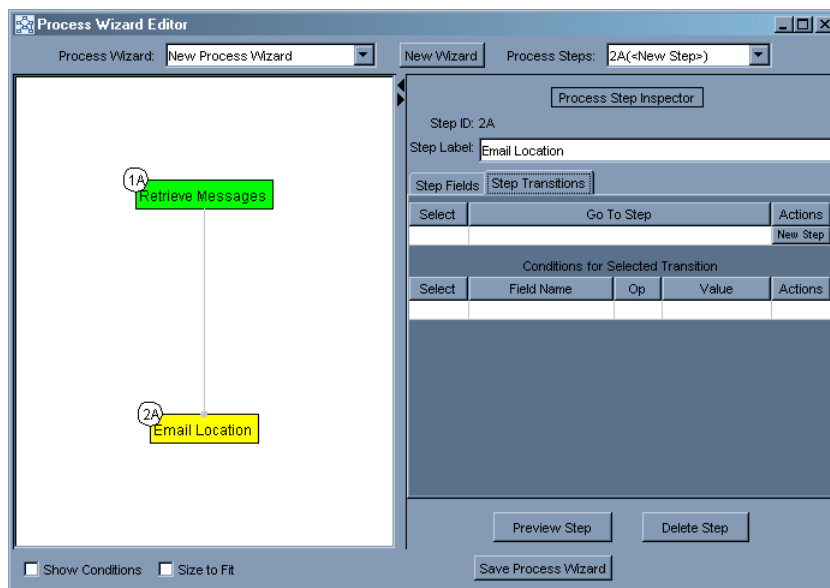 Process Wizard Editor
Process Wizard: New Process Wizard New Wizard Process Steps: 2A(<New Step>)
Process Step Inspector
Step ID: 2A
Step Label: Email Location
Step Fields Step Transitions
Select Go To Step Actions
New Step
Conditions for Selected Transition
Select Field Name Op Value Actions
1A
Retrieve Messages
2A
Email Location
Preview Step Delete Step
Show Conditions Size to Fit Save Process Wizard